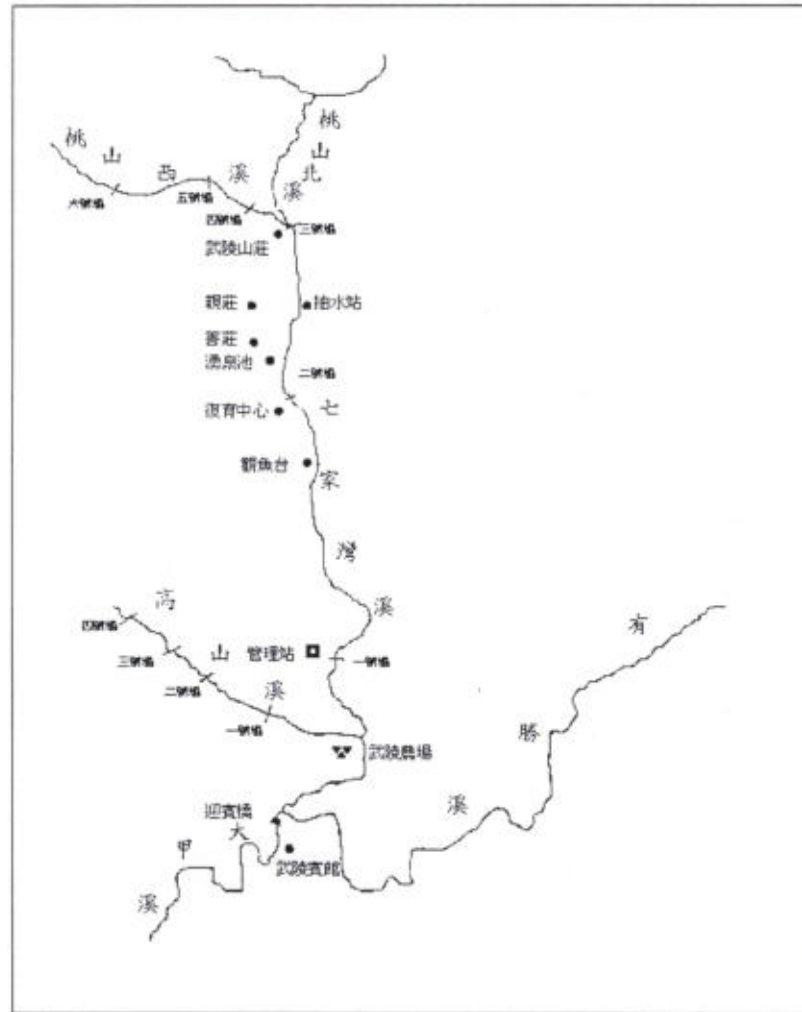 桃山北溪
桃山西溪
六號壩
五號壩
四號壩
三號壩
武陵山莊
觀莊
抽水站
善莊
湧泉池
二號壩
復育中心
觀魚台
七家灣溪
高山溪
四號壩
三號壩
二號壩
一號壩
管理站
一號壩
有勝溪
武陵農場
迎賓橋
武陵賓館
大甲溪